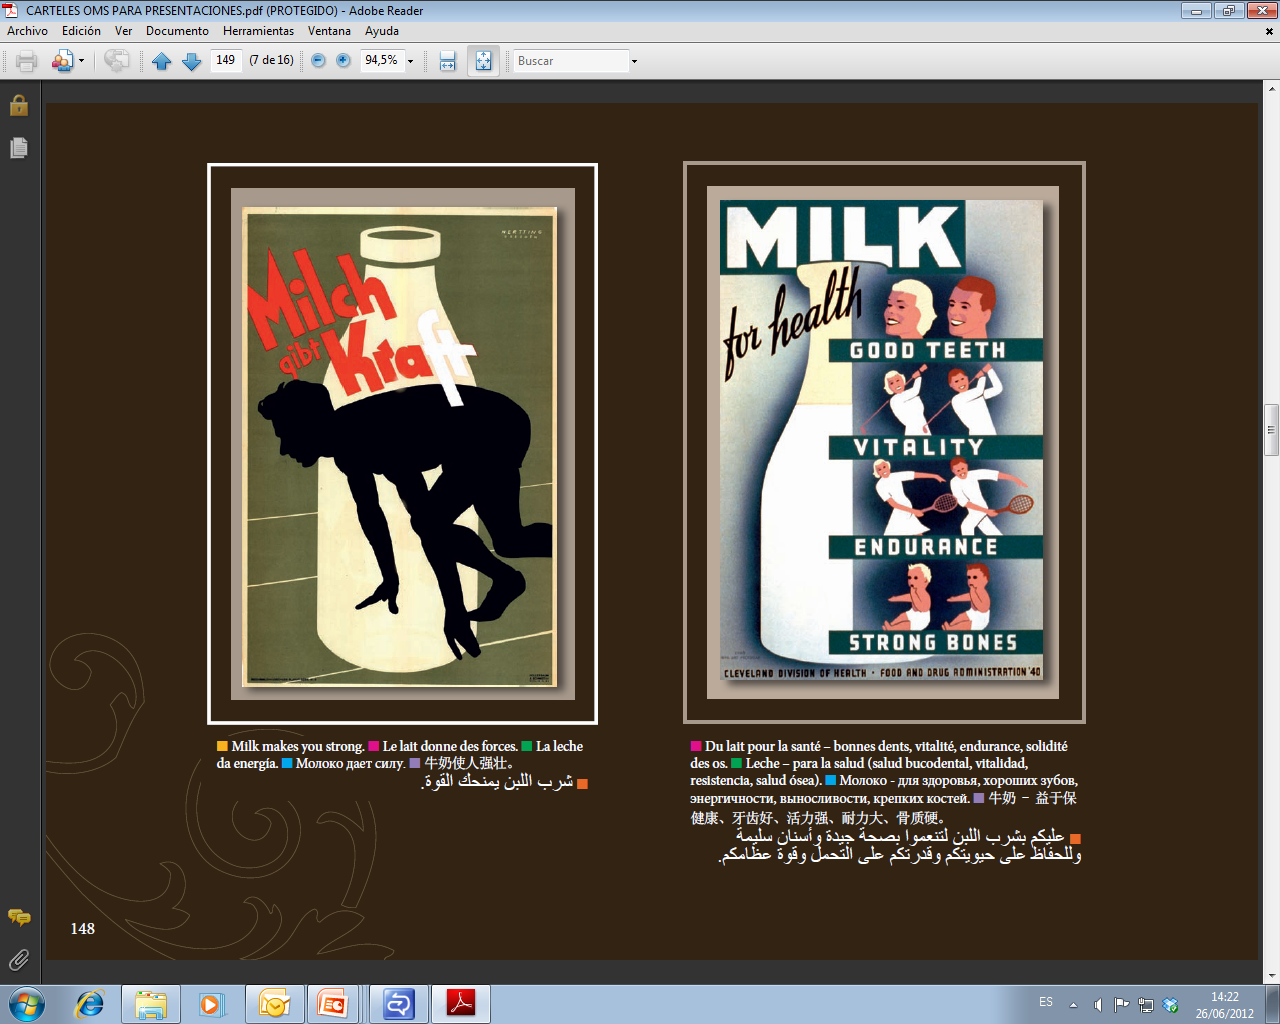 CARTELES OMS PARA PRESENTACIONES.pdf (PROTEGIDO) - Adobe Reader
Archivo Edición Ver Documento Herramientas Ventana Ayuda
149 (7 de 16) 94,5% Buscar
HERTTING
Milch
gibt
Kraft
MILK
for health
GOOD TEETH
VITALITY
ENDURANCE
STRONG BONES
CLEVELAND DIVISION OF HEALTH • FOOD AND DRUG ADMINISTRATION '40
Milk makes you strong. Le lait donne des forces. La leche
da energía. Молоко дает силу. 牛奶使人强壮。
شرب اللبن يمنحك القوة.
Du lait pour la santé – bonnes dents, vitalité, endurance, solidité
des os. Leche – para la salud (salud bucodental, vitalidad,
resistencia, salud ósea). Молоко - для здоровья, хороших зубов,
энергичности, выносливости, крепких костей. 牛奶 - 益于保
健康、牙齿好、活力强、耐力大、骨质硬。
عليكم بشرب اللبن لتنعموا بصحة جيدة وأسنان سليمة
وللحفاظ على حيويتكم وقدرتكم على التحمل وقوة عظامكم.
148
ES
14:22
26/06/2012